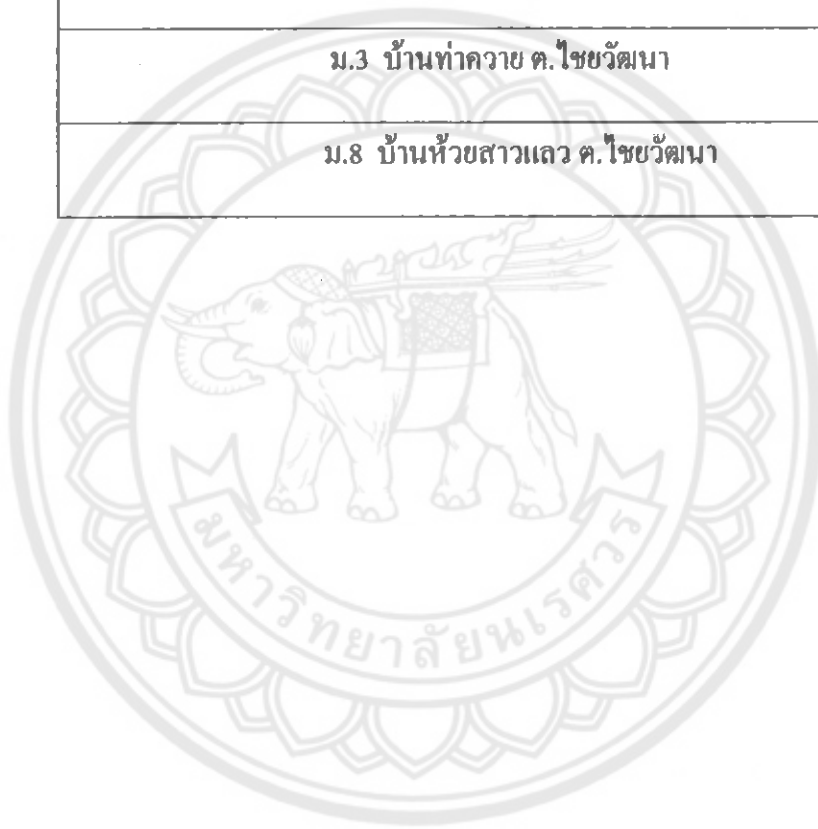 ม.3 บ้านท่าควาย ต.ไชยวัฒนา
ม.8 บ้านห้วยสาวแลว ต.ไชยวัฒนา
มหาวิทยาลัยนเรศวร